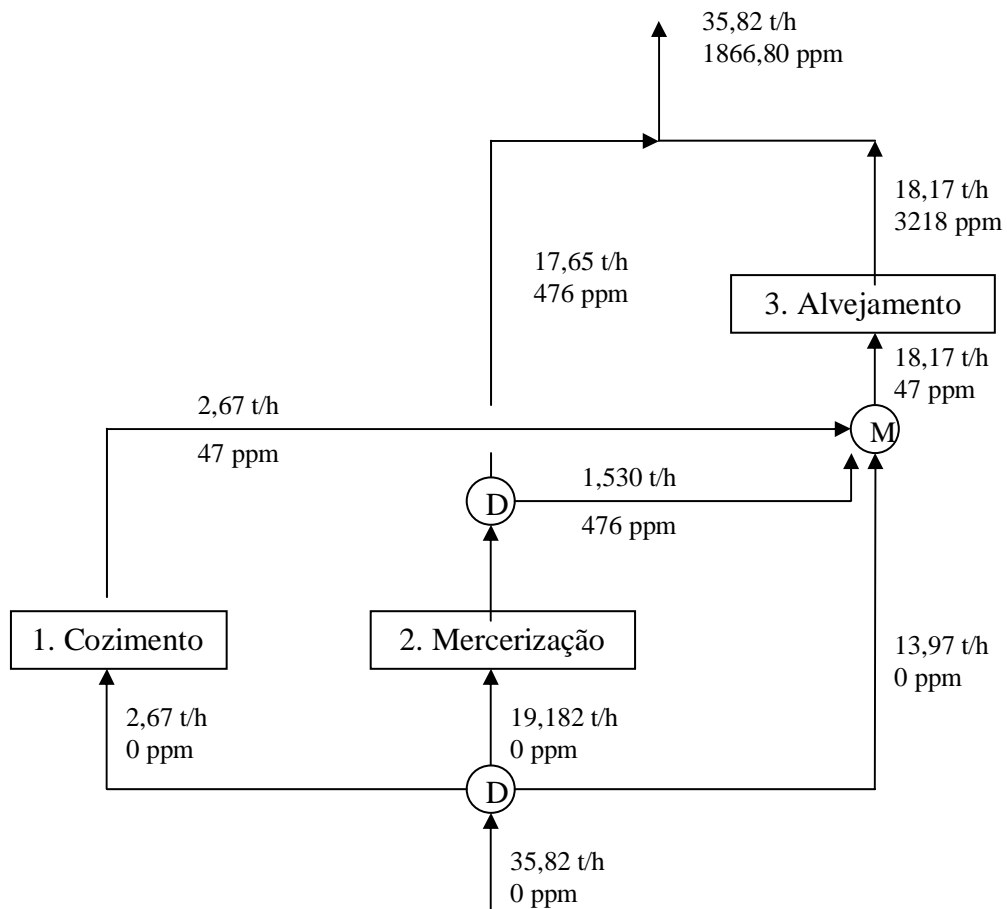 35,82 t/h
1866,80 ppm
18,17 t/h
3218 ppm
17,65 t/h
476 ppm
3. Alvejamento
18,17 t/h
47 ppm
2,67 t/h
M
47 ppm
1,530 t/h
D
476 ppm
1. Cozimento
2. Mercerização
13,97 t/h
0 ppm
2,67 t/h
0 ppm
19,182 t/h
0 ppm
D
35,82 t/h
0 ppm